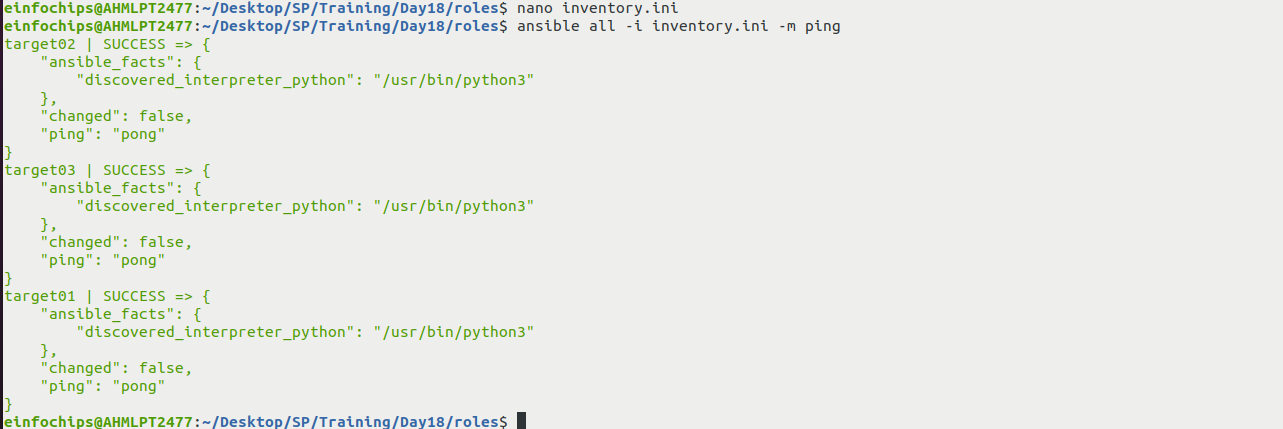 einfochips@AHMLPT2477:~/Desktop/SP/Training/Day18/roles$ nano inventory.ini
einfochips@AHMLPT2477:~/Desktop/SP/Training/Day18/roles$ ansible all -i inventory.ini -m ping
target02 | SUCCESS => {
    "ansible_facts": {
        "discovered_interpreter_python": "/usr/bin/python3"
    },
    "changed": false,
    "ping": "pong"
}
target03 | SUCCESS => {
    "ansible_facts": {
        "discovered_interpreter_python": "/usr/bin/python3"
    },
    "changed": false,
    "ping": "pong"
}
target01 | SUCCESS => {
    "ansible_facts": {
        "discovered_interpreter_python": "/usr/bin/python3"
    },
    "changed": false,
    "ping": "pong"
}
einfochips@AHMLPT2477:~/Desktop/SP/Training/Day18/roles$